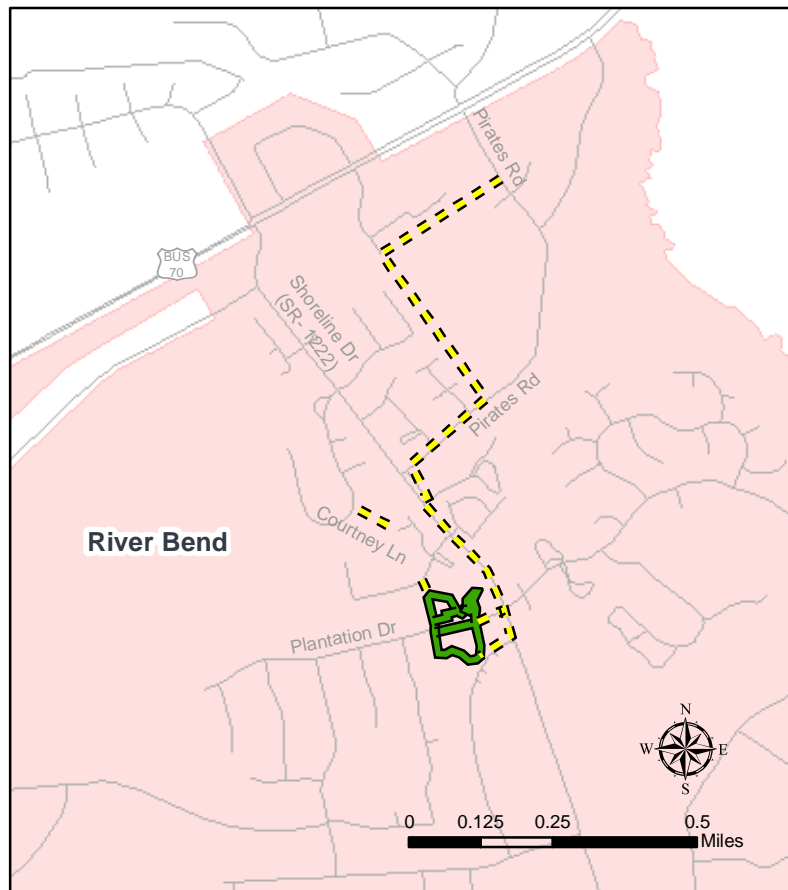 Pirates Rd
BUS
70
Shoreline Dr
(SR- 1222)
Pirates Rd
Courtney Ln
River Bend
Plantation Dr
N
W E
S
0 0.125 0.25 0.5
Miles